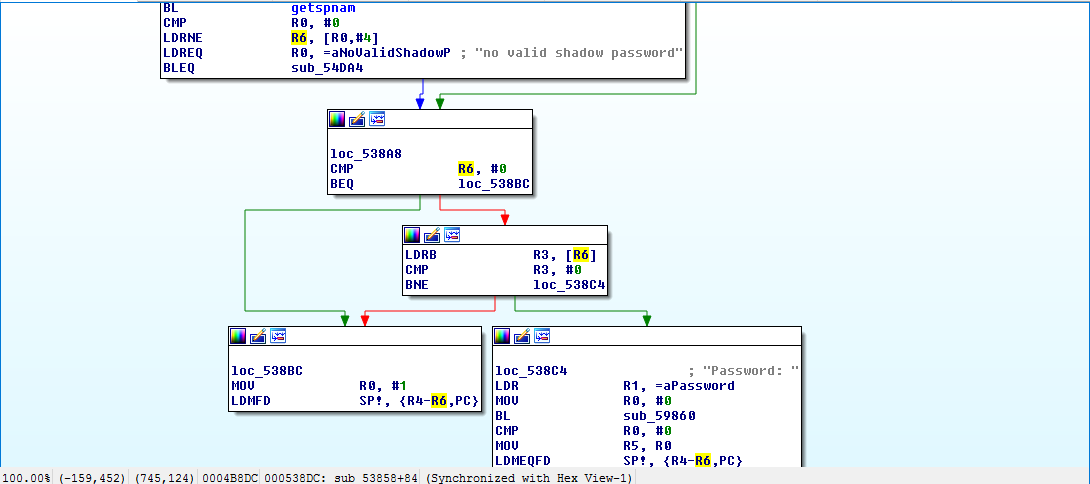 BL getspnam
CMP R0, #0
LDRNE R6, [R0,#4]
LDREQ R0, =aNoValidShadowP ; "no valid shadow password"
BLEQ sub_54DA4
loc_538A8
CMP R6, #0
BEQ loc_538BC
LDRB R3, [R6]
CMP R3, #0
BNE loc_538C4
loc_538BC
MOV R0, #1
LDMFD SP!, {R4-R6,PC}
loc_538C4 ; "Password: "
LDR R1, =aPassword
MOV R0, #0
BL sub_59860
CMP R0, #0
MOV R5, R0
LDMEQFD SP!, {R4-R6,PC}
100.00% (-159,452) (745,124) 0004B8DC 000538DC: sub 53858+84 (Synchronized with Hex View-1)